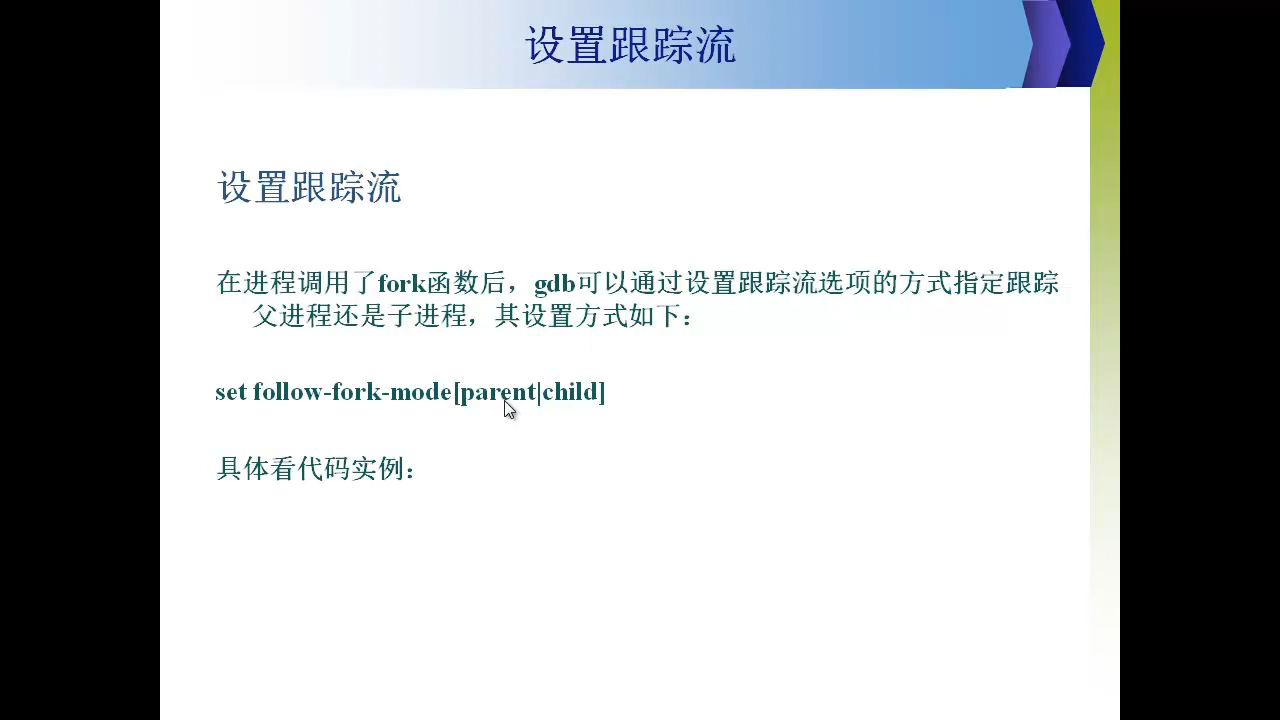 设置跟踪流
设置跟踪流
在进程调用了fork函数后，gdb可以通过设置跟踪流选项的方式指定跟踪
父进程还是子进程，其设置方式如下：
set follow-fork-mode[parent|child]
具体看代码实例：